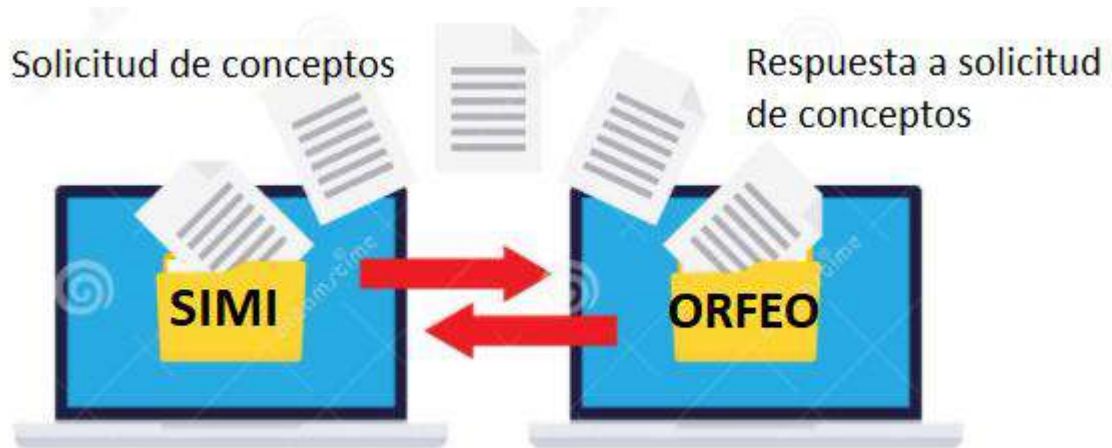 Solicitud de conceptos
Respuesta a solicitud
de conceptos
SIMI
ORFEO